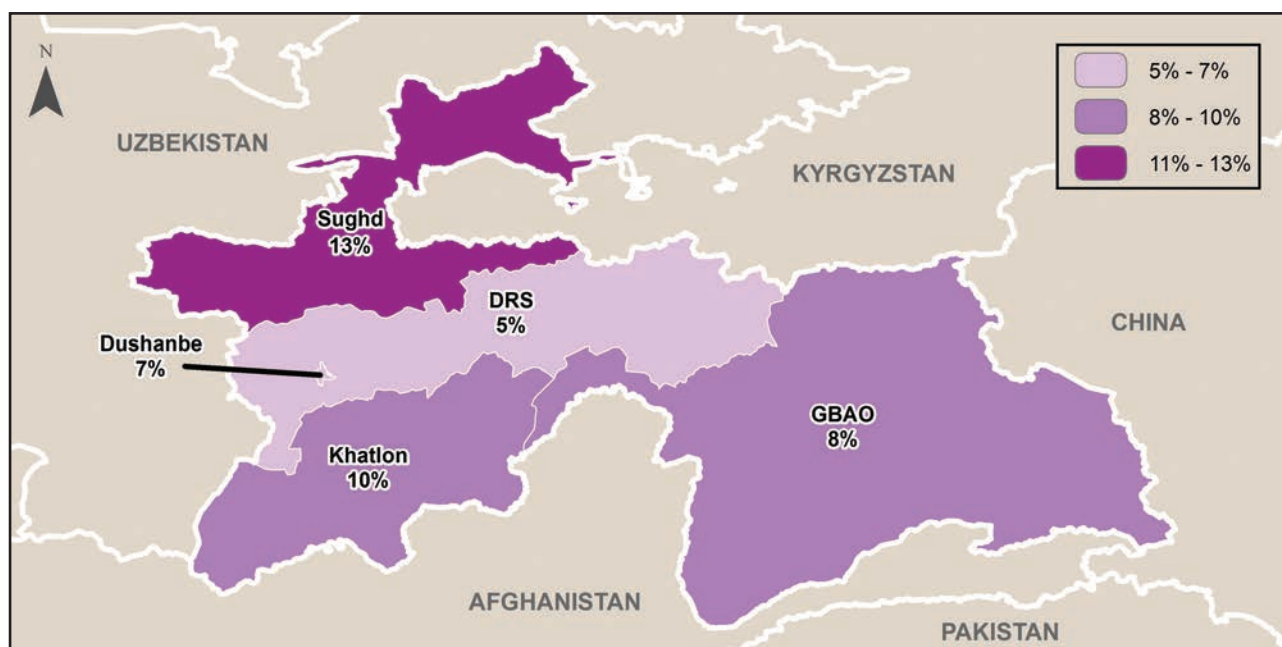 N
5% - 7%
8% - 10%
11% - 13%
UZBEKISTAN
KYRGYZSTAN
Sughd
13%
DRS
5%
CHINA
Dushanbe
7%
GBAO
8%
Khatlon
10%
AFGHANISTAN
PAKISTAN